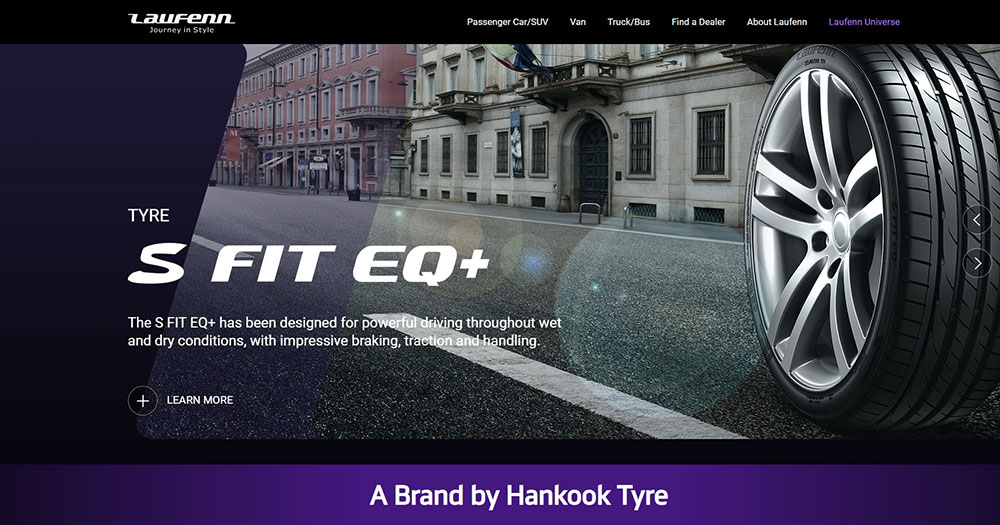 Laufenn
Journey in Style
Passenger Car/SUV Van Truck/Bus Find a Dealer About Laufenn Laufenn Universe
M
Laufenn
TYRE
S FIT EQ+
The S FIT EQ+ has been designed for powerful driving throughout wet
and dry conditions, with impressive braking, traction and handling.
+ LEARN MORE
A Brand by Hankook Tyre